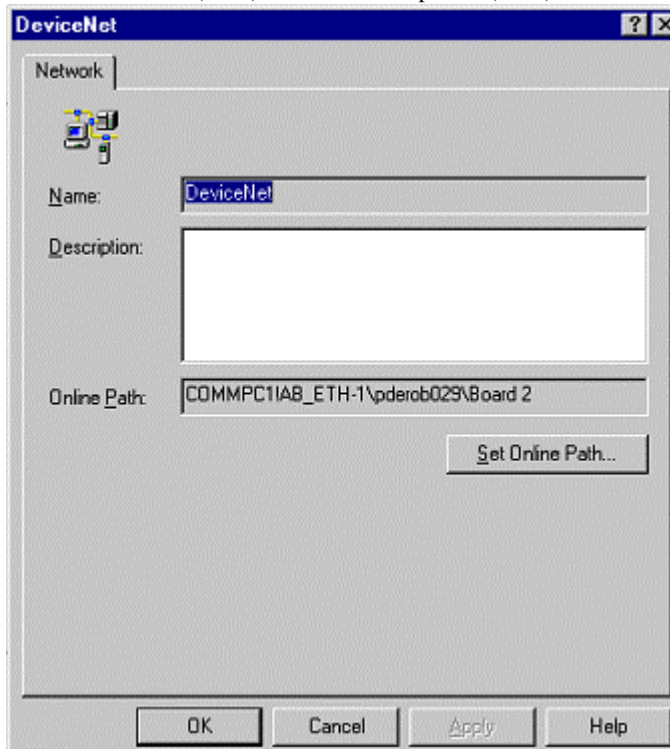 DeviceNet
Network
Name: DeviceNet
Description:
Online Path: COMMPC1!AB_ETH-1\pderob029\Board 2
Set Online Path...
OK Cancel Apply Help